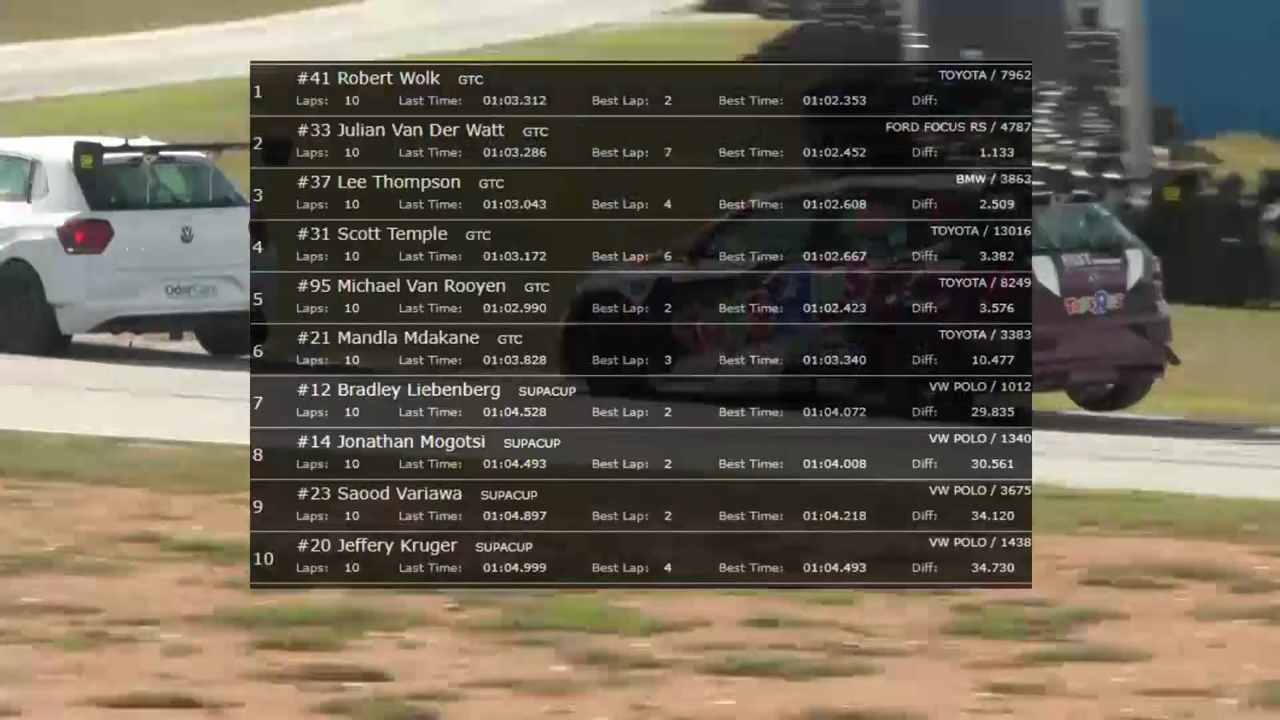 1 #41 Robert Wolk GTC TOYOTA / 7962
Laps: 10 Last Time: 01:03.312 Best Lap: 2 Best Time: 01:02.353 Diff:
2 #33 Julian Van Der Watt GTC FORD FOCUS RS / 4787
Laps: 10 Last Time: 01:03.286 Best Lap: 7 Best Time: 01:02.452 Diff: 1.133
3 #37 Lee Thompson GTC BMW / 3863
Laps: 10 Last Time: 01:03.043 Best Lap: 4 Best Time: 01:02.608 Diff: 2.509
4 #31 Scott Temple GTC TOYOTA / 13016
Laps: 10 Last Time: 01:03.172 Best Lap: 6 Best Time: 01:02.667 Diff: 3.382
5 #95 Michael Van Rooyen GTC TOYOTA / 8249
Laps: 10 Last Time: 01:02.990 Best Lap: 2 Best Time: 01:02.423 Diff: 3.576
6 #21 Mandla Mdakane GTC TOYOTA / 3383
Laps: 10 Last Time: 01:03.828 Best Lap: 3 Best Time: 01:03.340 Diff: 10.477
7 #12 Bradley Liebenberg SUPACUP VW POLO / 1012
Laps: 10 Last Time: 01:04.528 Best Lap: 2 Best Time: 01:04.072 Diff: 29.835
8 #14 Jonathan Mogotsi SUPACUP VW POLO / 1340
Laps: 10 Last Time: 01:04.493 Best Lap: 2 Best Time: 01:04.008 Diff: 30.561
9 #23 Saood Variawa SUPACUP VW POLO / 3675
Laps: 10 Last Time: 01:04.897 Best Lap: 2 Best Time: 01:04.218 Diff: 34.120
10 #20 Jeffery Kruger SUPACUP VW POLO / 1438
Laps: 10 Last Time: 01:04.999 Best Lap: 4 Best Time: 01:04.493 Diff: 34.730